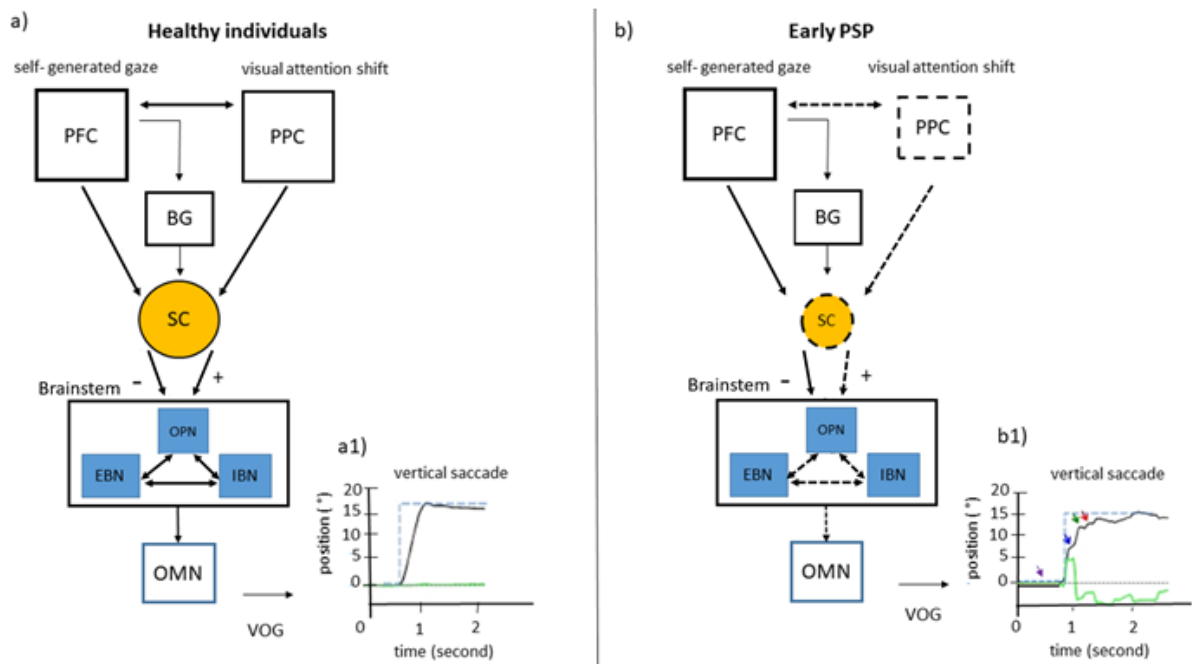 a)
Healthy individuals
self- generated gaze
visual attention shift
PFC
PPC
BG
SC
Brainstem
-
+
OPN
EBN
IBN
OMN
VOG
a1)
vertical saccade
position ( ° )
20
15
10
5
0
0
1
2
time (second)
b)
Early PSP
self- generated gaze
visual attention shift
PFC
PPC
BG
SC
Brainstem
-
+
OPN
EBN
IBN
OMN
VOG
b1)
vertical saccade
position ( ° )
20
15
10
5
0
0
1
2
time (second)